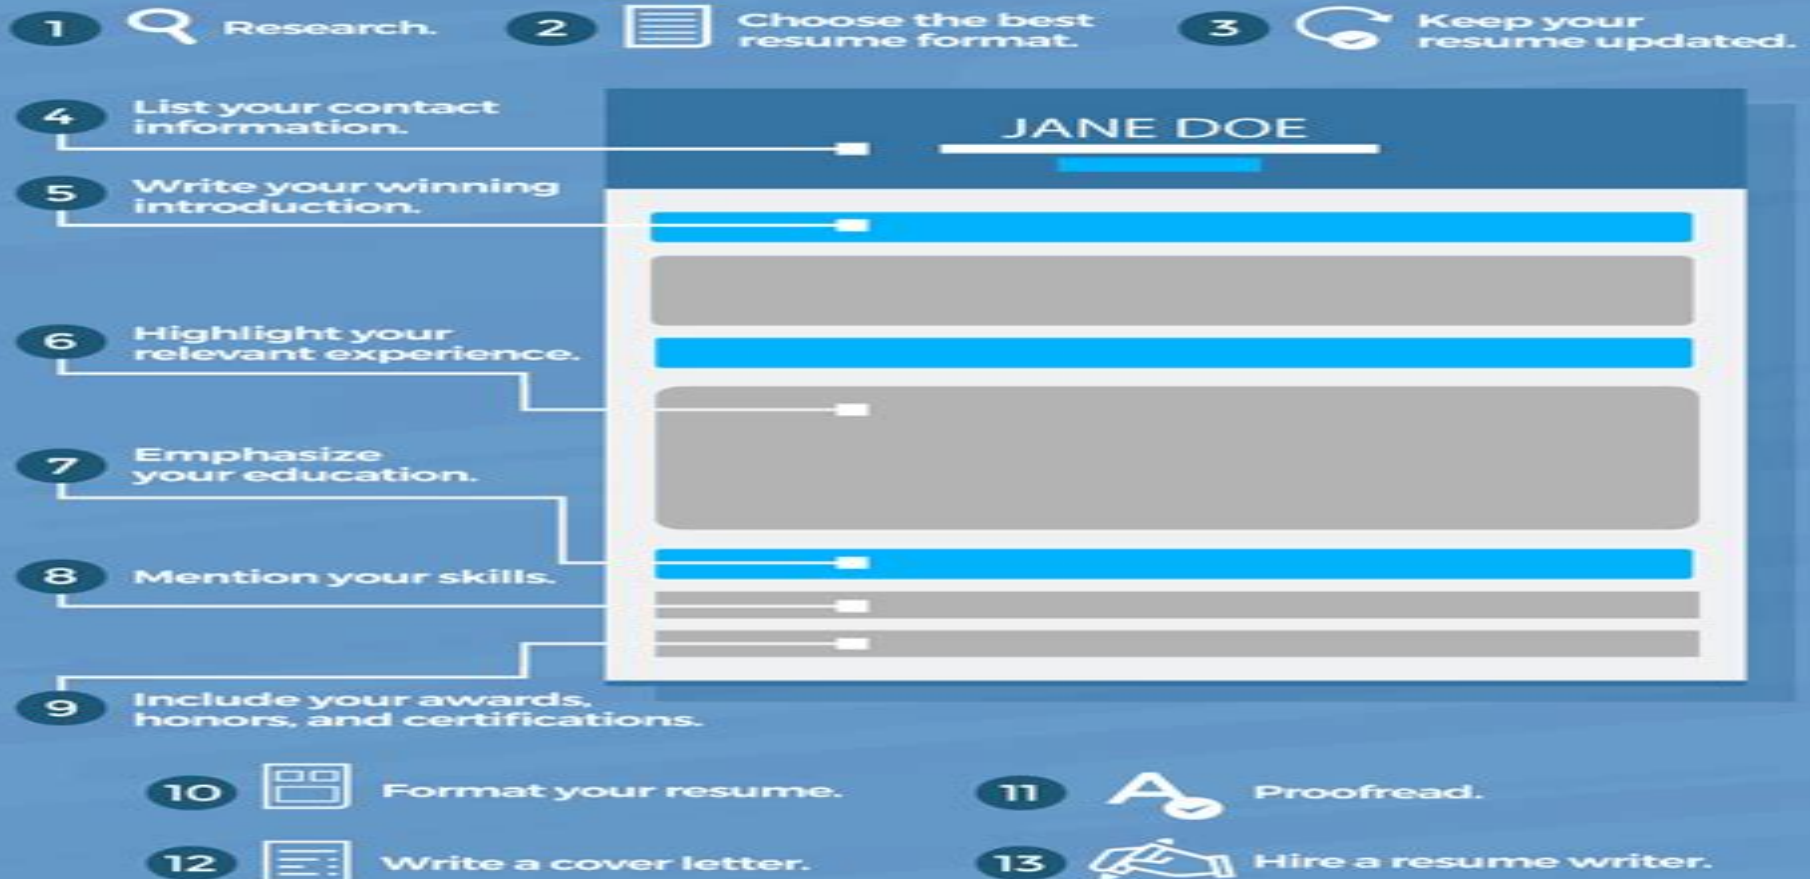 1 Research.
2 Choose the best
resume format.
3 Keep your
resume updated.
4 List your contact
information.
JANE DOE
5 Write your winning
introduction.
6 Highlight your
relevant experience.
7 Emphasize
your education.
8 Mention your skills.
9 Include your awards,
honors, and certifications.
10 Format your resume.
11 Proofread.
12 Write a cover letter.
13 Hire a resume writer.